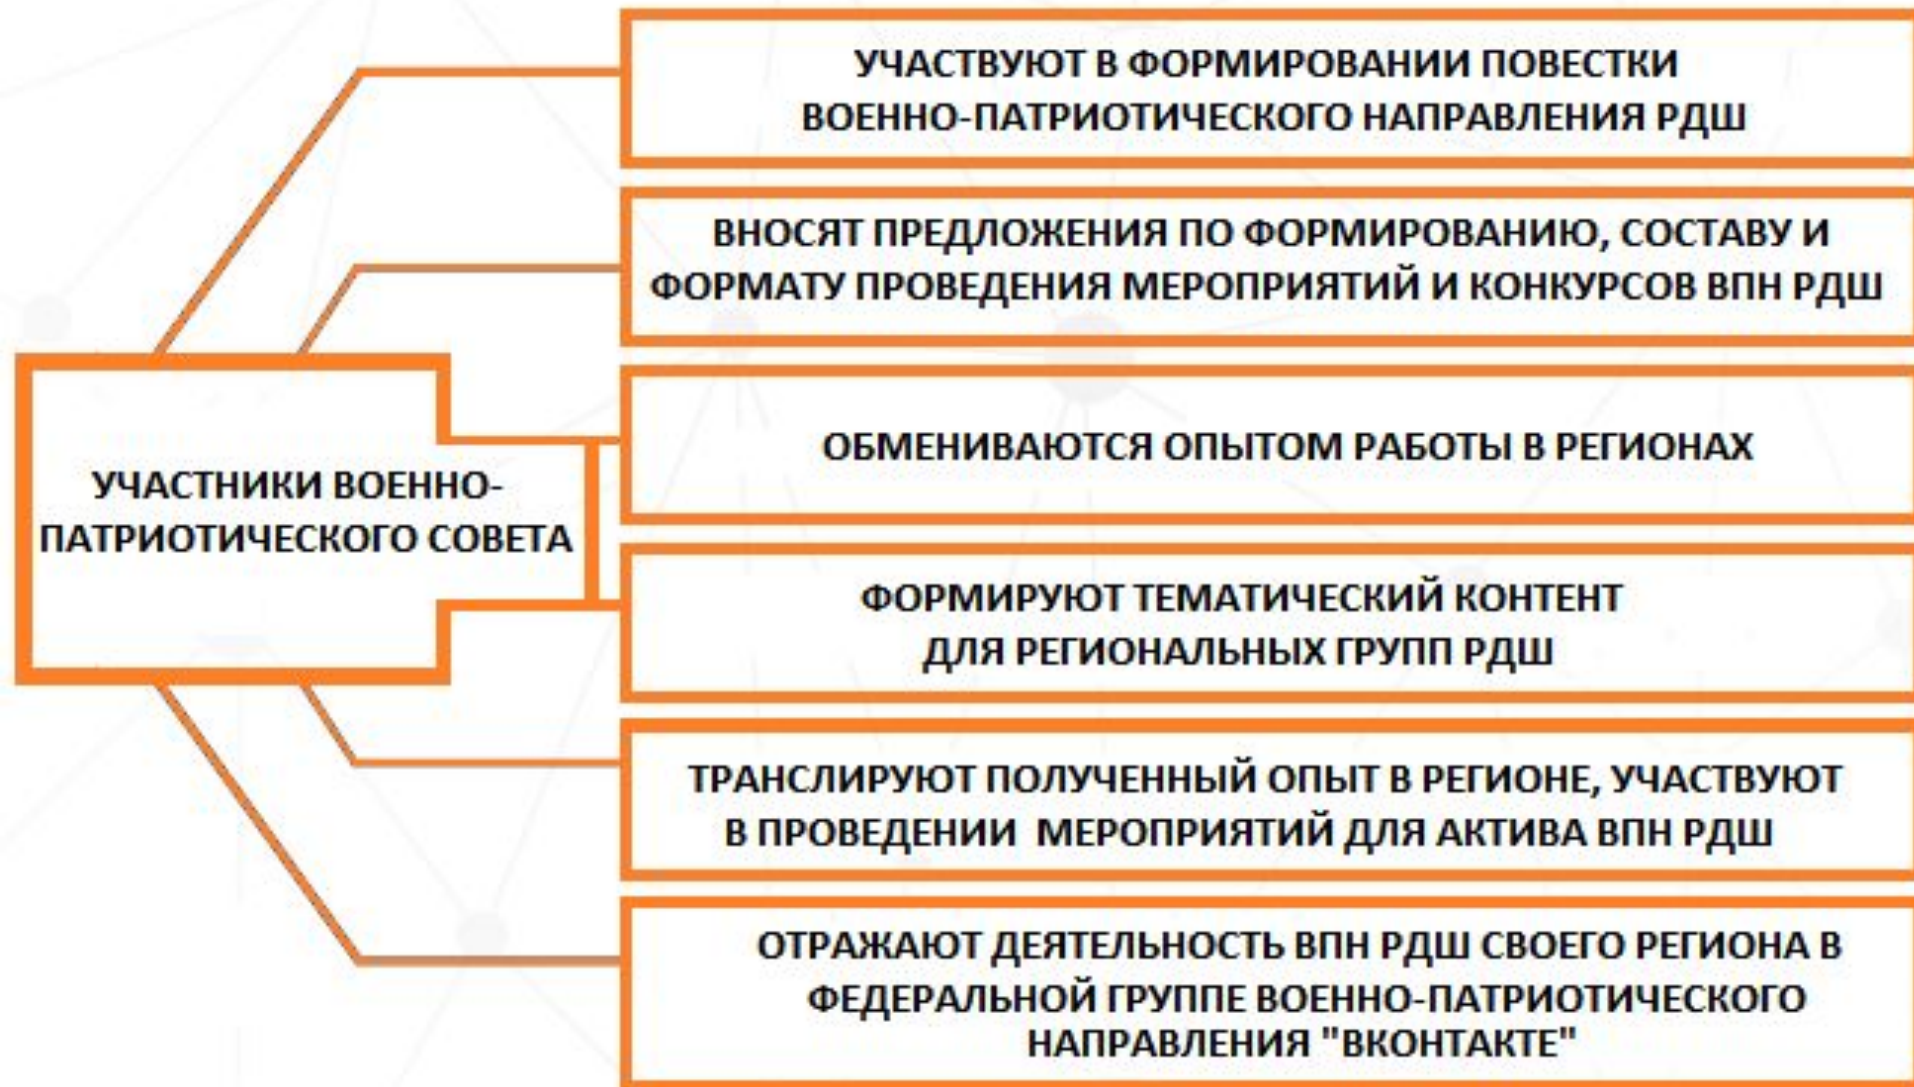 УЧАСТВУЮТ В ФОРМИРОВАНИИ ПОВЕСТКИ
ВОЕННО-ПАТРИОТИЧЕСКОГО НАПРАВЛЕНИЯ РДШ
ВНОСЯТ ПРЕДЛОЖЕНИЯ ПО ФОРМИРОВАНИЮ, СОСТАВУ И
ФОРМАТУ ПРОВЕДЕНИЯ МЕРОПРИЯТИЙ И КОНКУРСОВ ВПН РДШ
УЧАСТНИКИ ВОЕННО-
ПАТРИОТИЧЕСКОГО СОВЕТА
ОБМЕНИВАЮТСЯ ОПЫТОМ РАБОТЫ В РЕГИОНАХ
ФОРМИРУЮТ ТЕМАТИЧЕСКИЙ КОНТЕНТ
ДЛЯ РЕГИОНАЛЬНЫХ ГРУПП РДШ
ТРАНСЛИРУЮТ ПОЛУЧЕННЫЙ ОПЫТ В РЕГИОНЕ, УЧАСТВУЮТ
В ПРОВЕДЕНИИ МЕРОПРИЯТИЙ ДЛЯ АКТИВА ВПН РДШ
ОТРАЖАЮТ ДЕЯТЕЛЬНОСТЬ ВПН РДШ СВОЕГО РЕГИОНА В
ФЕДЕРАЛЬНОЙ ГРУППЕ ВОЕННО-ПАТРИОТИЧЕСКОГО
НАПРАВЛЕНИЯ "ВКОНТАКТЕ"